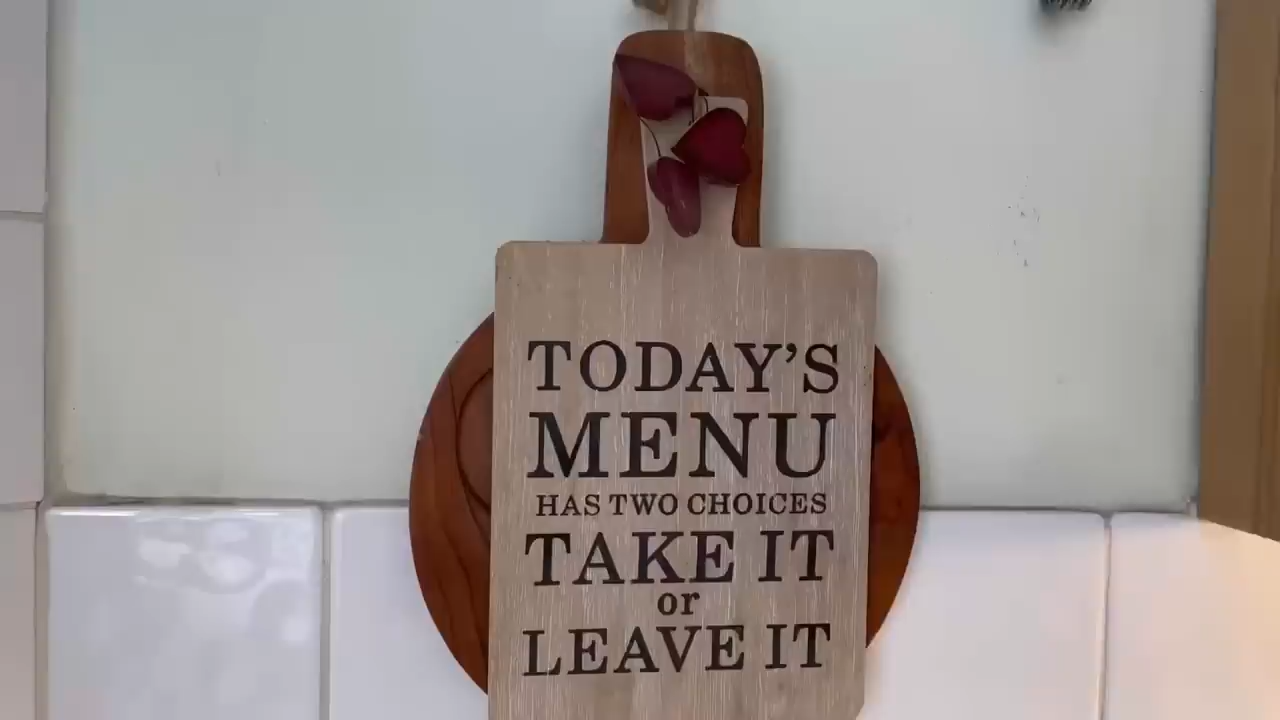 TODAY’S
MENU
HAS TWO CHOICES
TAKE IT
or
LEAVE IT